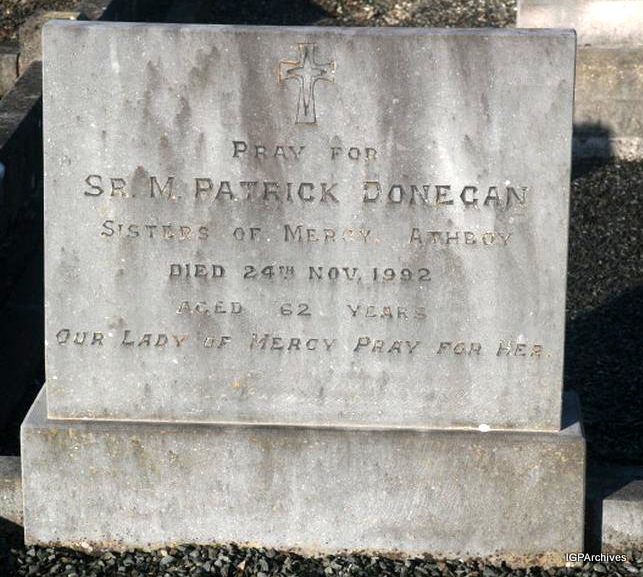 PRAY FOR
SR. M. PATRICK DONEGAN
SISTERS OF MERCY, ATHBOY
DIED 24TH NOV. 1992
AGED 62 YEARS
OUR LADY OF MERCY PRAY FOR HER.
IGPArchives